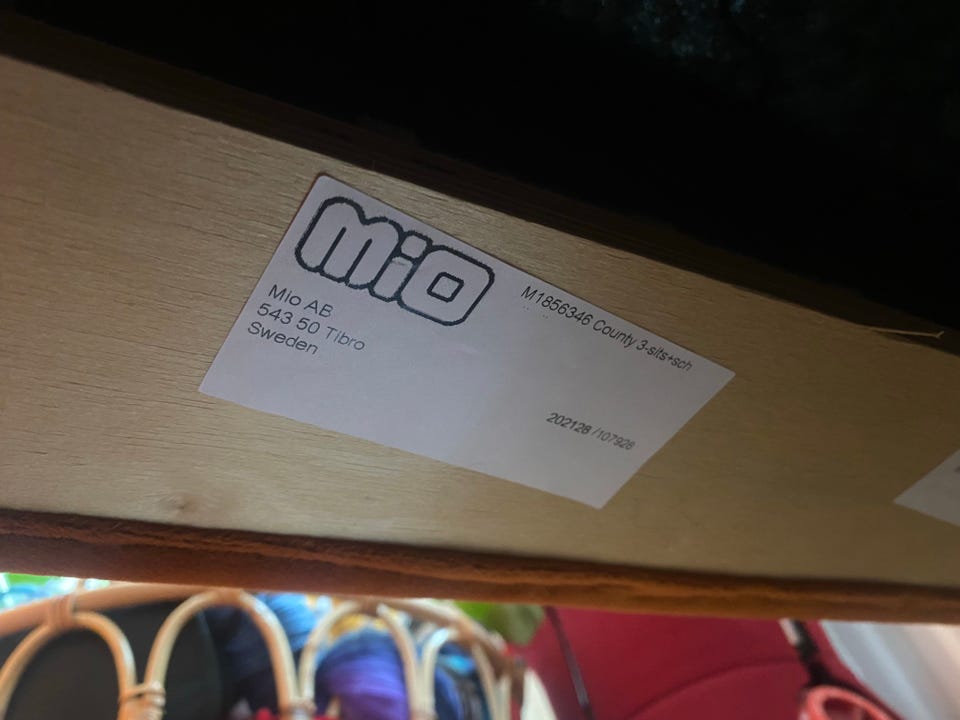 mio
Mio AB
543 50 Tibro
Sweden
M1856346 County 3-sits+sch
202128 /107928